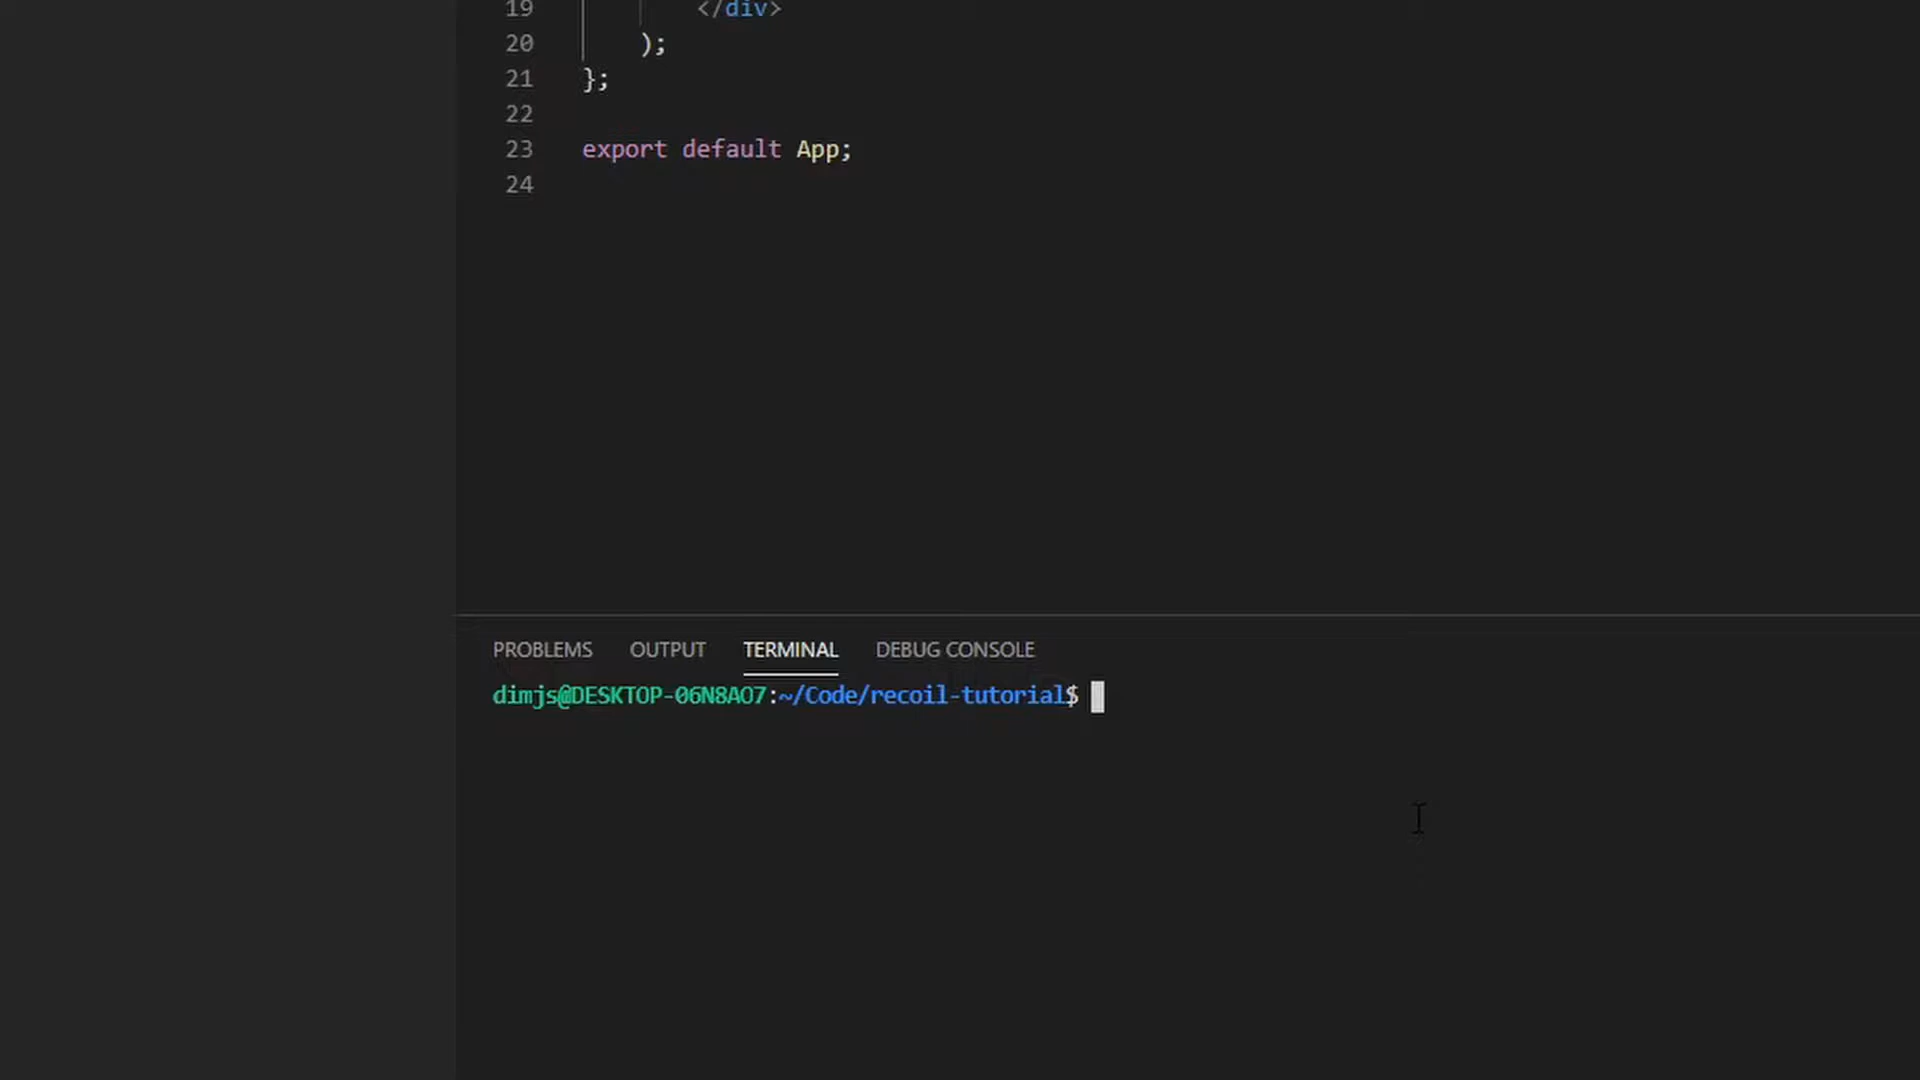 19 </div>
20 );
21 };
22
23 export default App;
24
PROBLEMS OUTPUT TERMINAL DEBUG CONSOLE
dimjs@DESKTOP-06N8AO7:~/Code/recoil-tutorial$